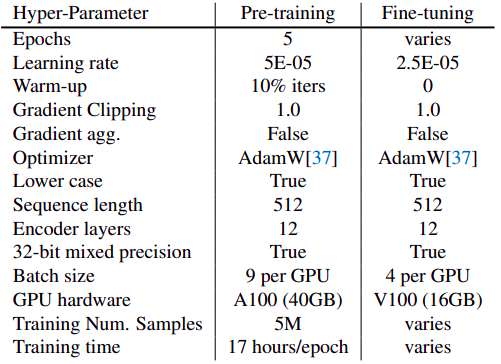 Hyper-Parameter Pre-training Fine-tuning
Epochs 5 varies
Learning rate 5E-05 2.5E-05
Warm-up 10% iters 0
Gradient Clipping 1.0 1.0
Gradient agg. False False
Optimizer AdamW[37] AdamW[37]
Lower case True True
Sequence length 512 512
Encoder layers 12 12
32-bit mixed precision True True
Batch size 9 per GPU 4 per GPU
GPU hardware A100 (40GB) V100 (16GB)
Training Num. Samples 5M varies
Training time 17 hours/epoch varies